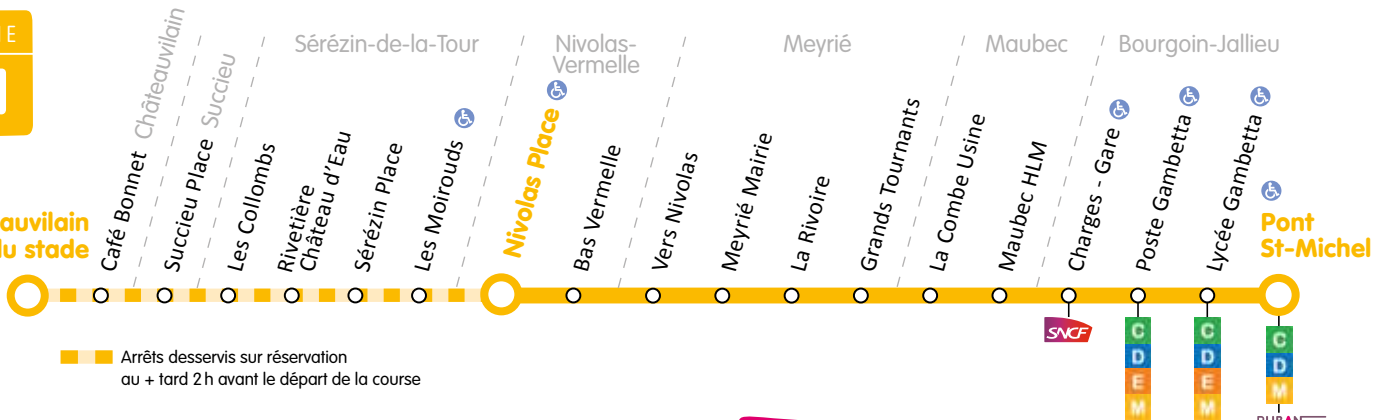 Châteauvilain
Succieu
Sérézin-de-la-Tour
Nivolas-
Vermelle
Meyrié
Maubec
Bourgoin-Jallieu
du stade
Café Bonnet
Succieu Place
Les Collombs
Rivetière
Château d'Eau
Sérézin Place
Les Moirouds
Nivolas Place
Bas Vermelle
Vers Nivolas
Meyrié Mairie
La Rivoire
Grands Tournants
La Combe Usine
Maubec HLM
Charges - Gare
Poste Gambetta
Lycée Gambetta
Pont
St-Michel
SNCF
C
D
E
M
C
D
E
M
C
D
M
Arrêts desservis sur réservation
au + tard 2 h avant le départ de la course